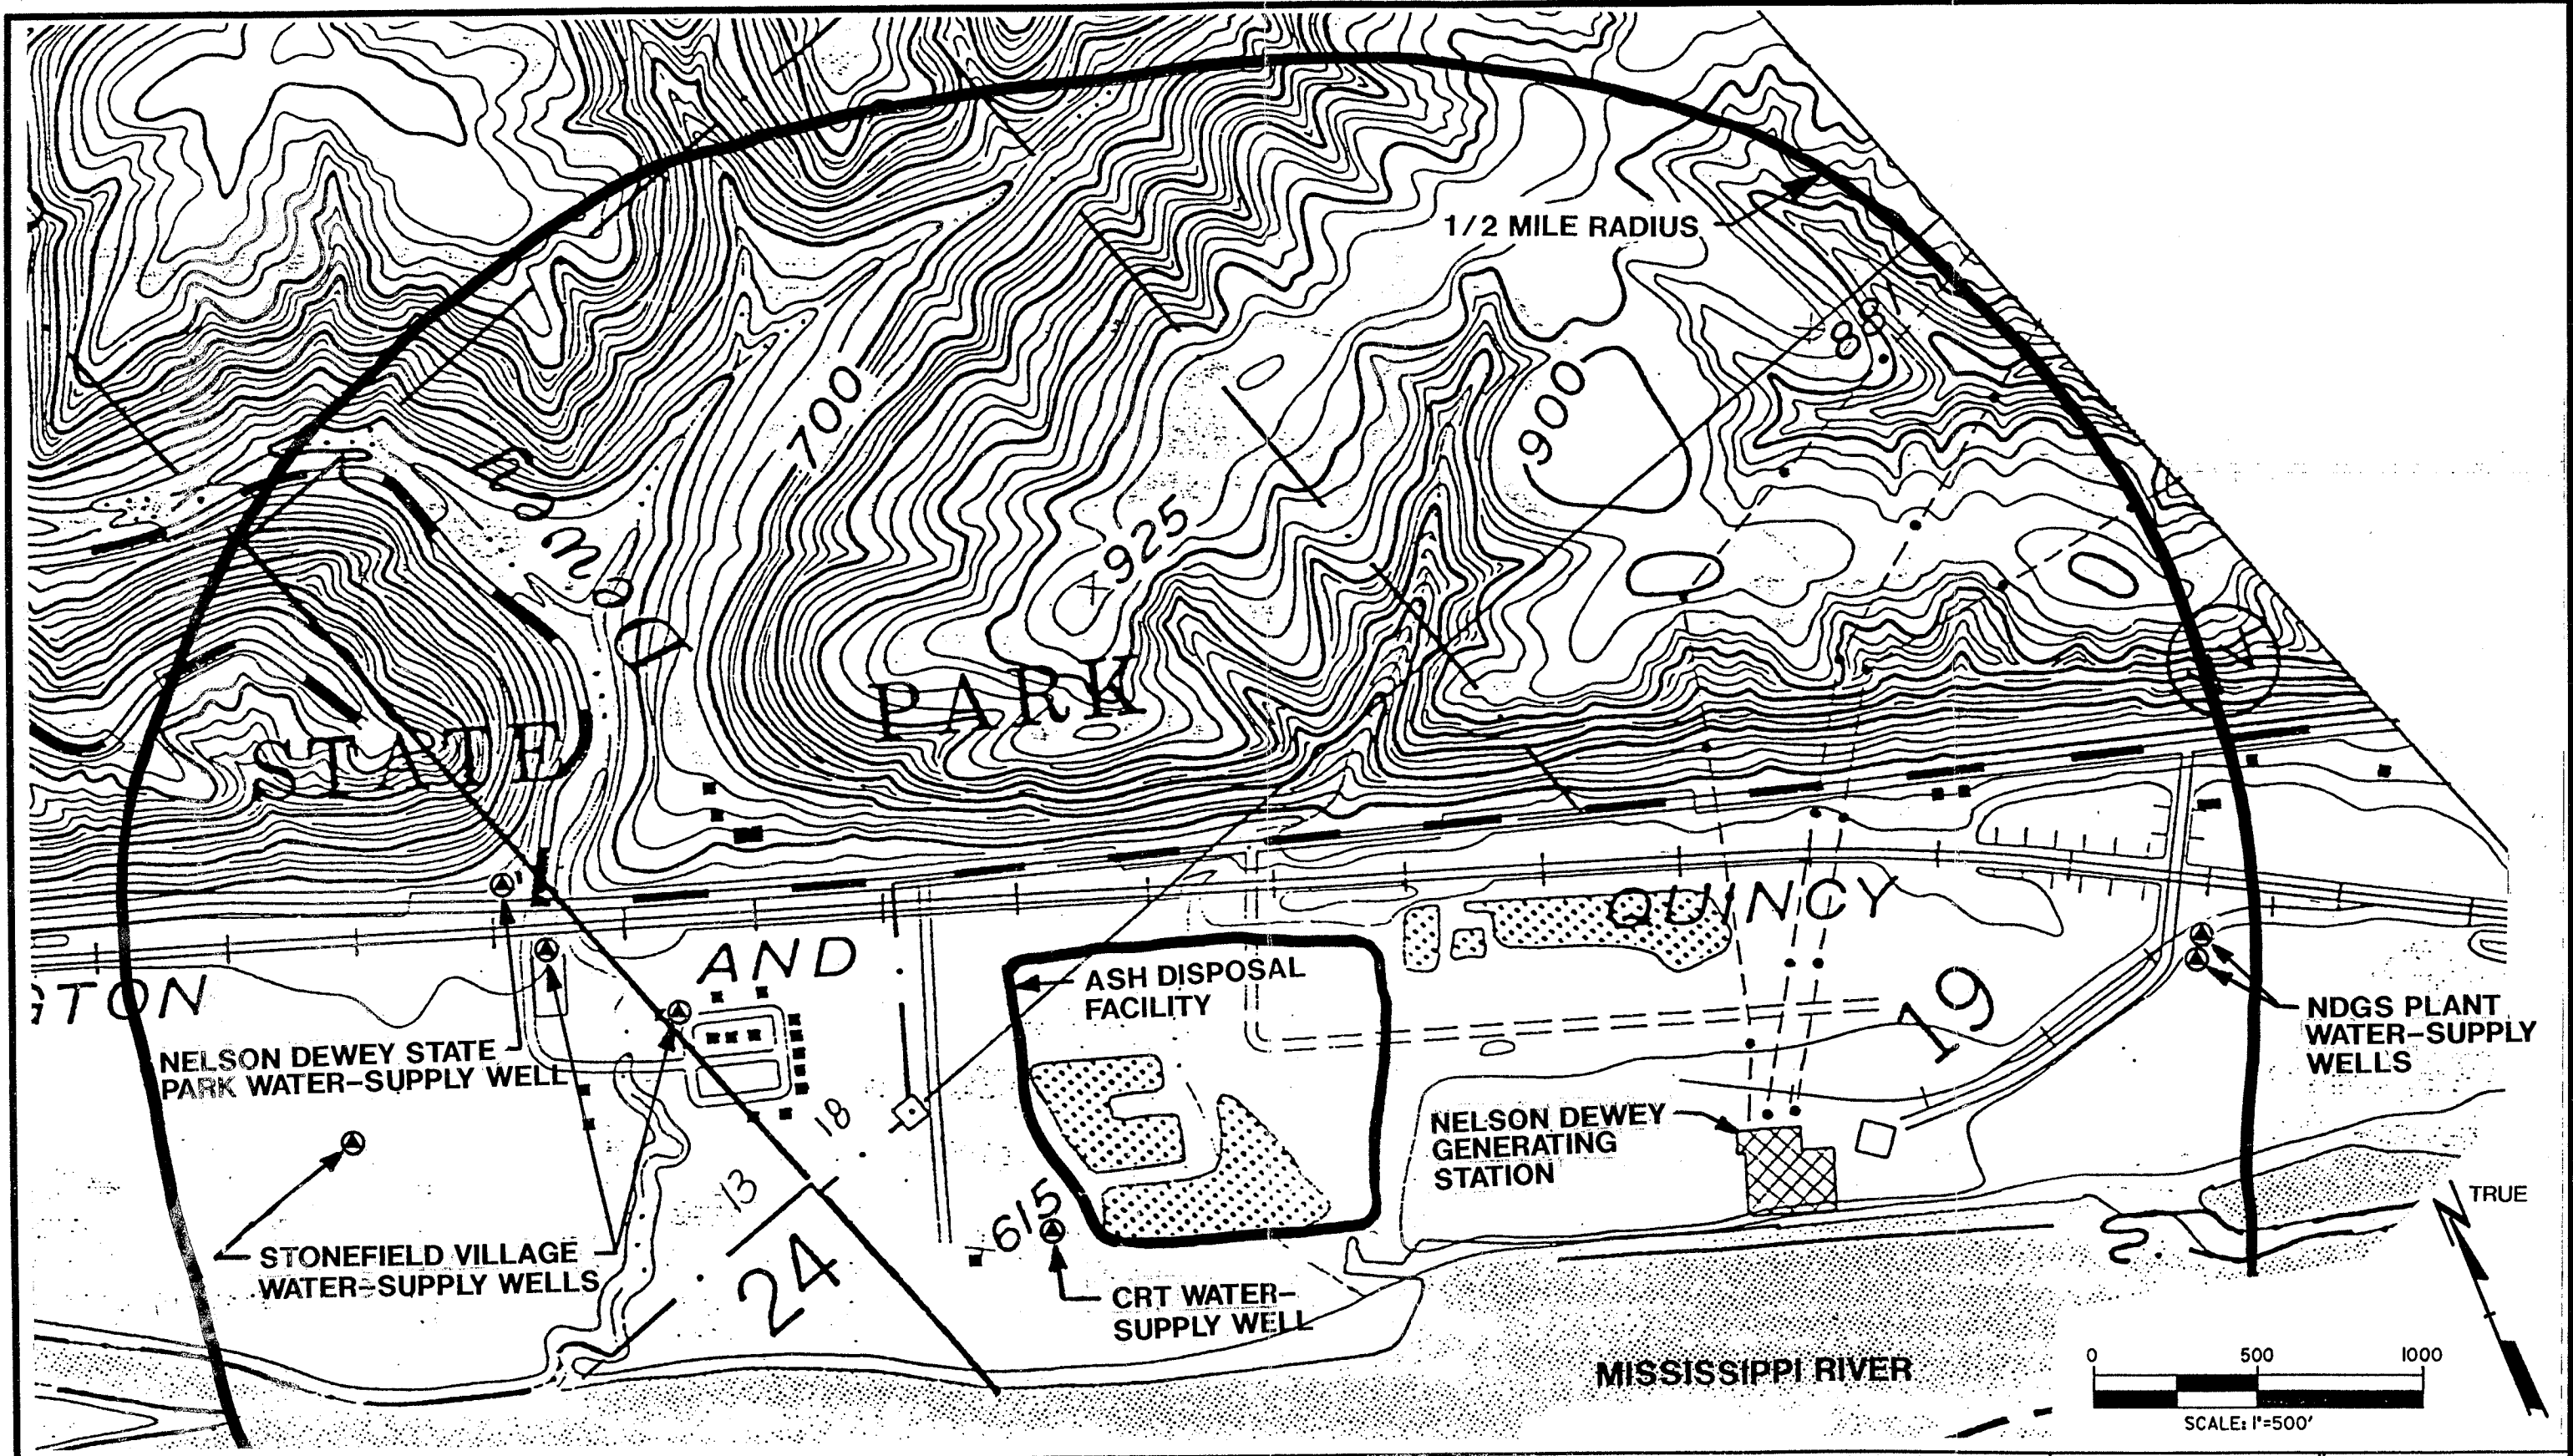 1/2 MILE RADIUS
881
700
900
925
Dewey
PARK
STATE
QUINCY
AND
GTON
ASH DISPOSAL
FACILITY
19
NDGS PLANT
WATER-SUPPLY
WELLS
NELSON DEWEY STATE
PARK WATER-SUPPLY WELL
NELSON DEWEY
GENERATING
STATION
18
13
24
615
STONEFIELD VILLAGE
WATER-SUPPLY WELLS
CRT WATER-
SUPPLY WELL
TRUE
MISSISSIPPI RIVER
0 500 1000
SCALE: 1"=500'